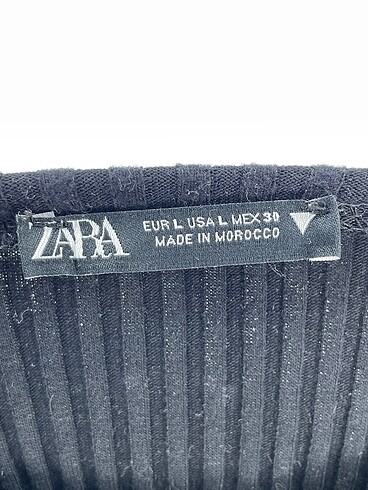 ZARA
EUR L USA L MEX 30
MADE IN MOROCCO